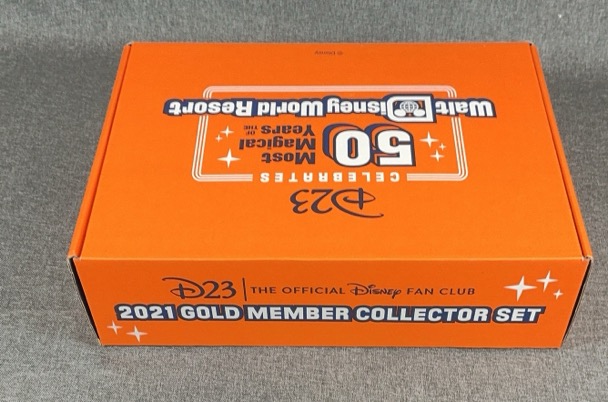 D23
CELEBRATES
50 Most Magical Years OF THE
Walt Disney World Resort
© Disney
D23 | THE OFFICIAL Disney FAN CLUB
2021 GOLD MEMBER COLLECTOR SET